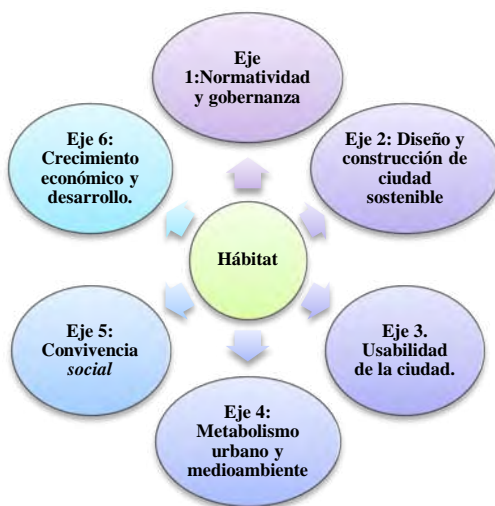 Eje
1:Normatividad
y gobernanza
Eje 2: Diseño y
construcción de
ciudad
sostenible
Eje 3.
Usabilidad
de la ciudad.
Eje 4:
Metabolismo
urbano y
medioambiente
Eje 5:
Convivencia
social
Eje 6:
Crecimiento
económico y
desarrollo.
Hábitat